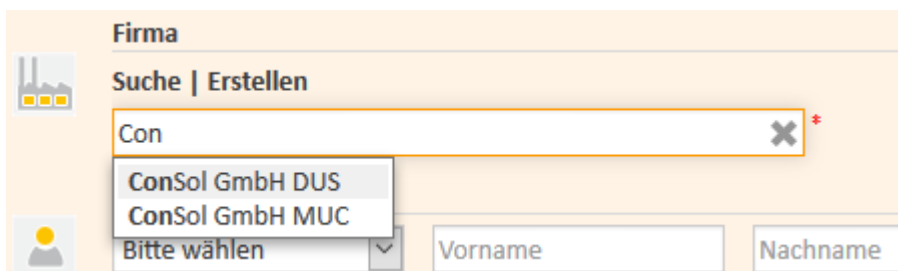 Firma
Suche | Erstellen
Con
*
ConSol GmbH DUS
ConSol GmbH MUC
Bitte wählen Vorname Nachname